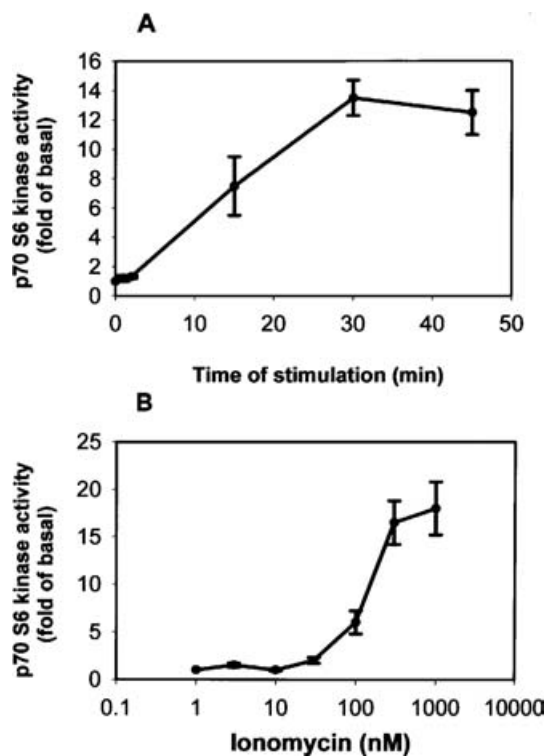 A
p70 S6 kinase activity
(fold of basal)
16
14
12
10
8
6
4
2
0
0 10 20 30 40 50
Time of stimulation (min)
B
p70 S6 kinase activity
(fold of basal)
25
20
15
10
5
0
0.1 1 10 100 1000 10000
Ionomycin (nM)